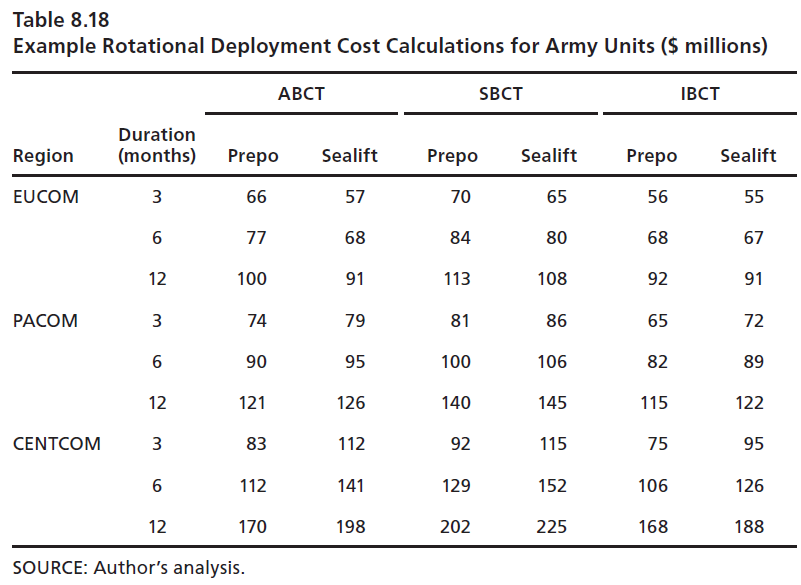 Table 8.18
Example Rotational Deployment Cost Calculations for Army Units ($ millions)
ABCT SBCT IBCT
Region Duration (months) Prepo Sealift Prepo Sealift Prepo Sealift
EUCOM 3 66 57 70 65 56 55
6 77 68 84 80 68 67
12 100 91 113 108 92 91
PACOM 3 74 79 81 86 65 72
6 90 95 100 106 82 89
12 121 126 140 145 115 122
CENTCOM 3 83 112 92 115 75 95
6 112 141 129 152 106 126
12 170 198 202 225 168 188
SOURCE: Author's analysis.